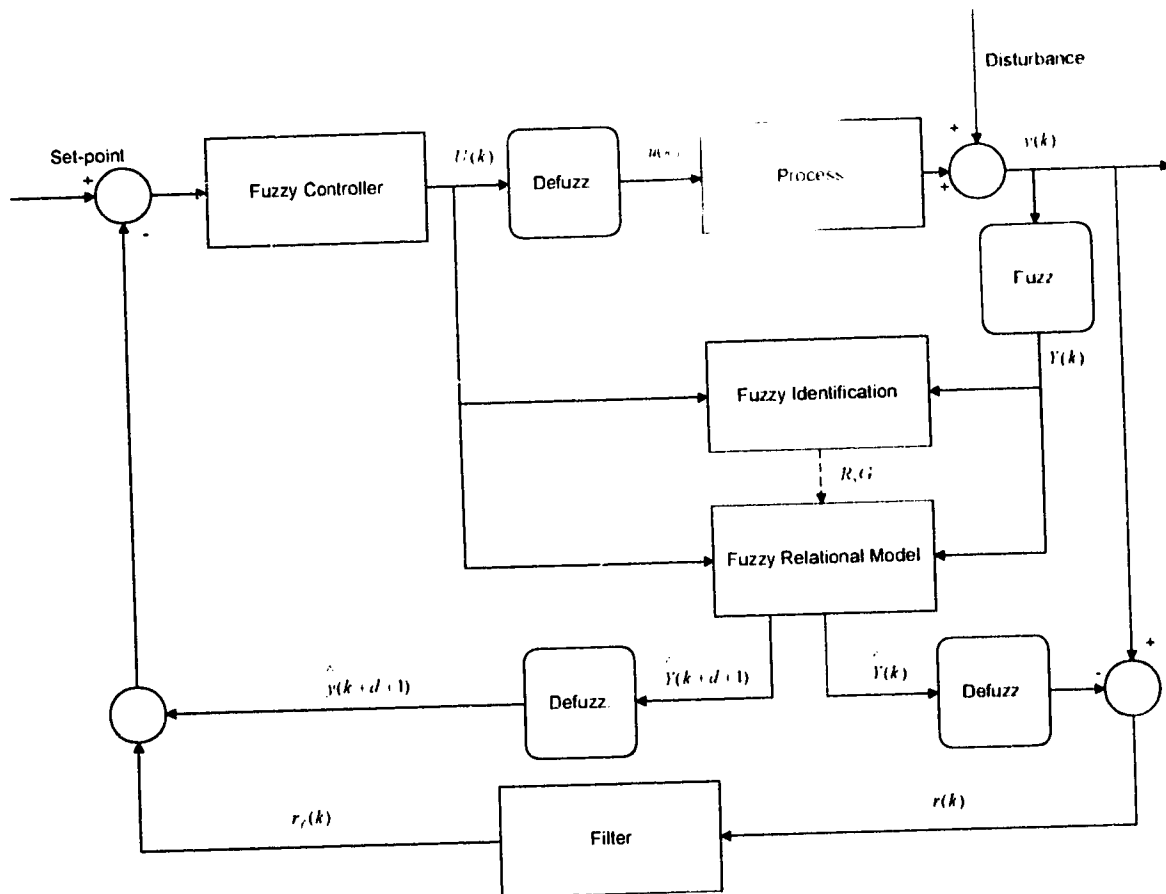 Disturbance
Set-point
+
-
Fuzzy Controller
U(k)
Defuzz
Process
+
+
y(k)
Fuzz
Y(k)
Fuzzy Identification
R,G
Fuzzy Relational Model
ŷ(k+d+1)
Defuzz.
Ŷ(k+d+1)
Ŷ(k)
Defuzz
-
+
r(k)
Filter
r_f(k)